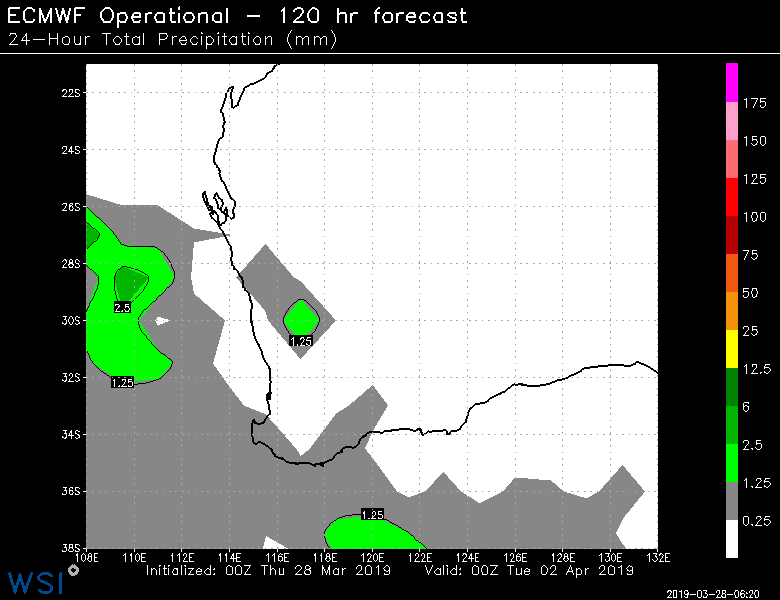 ECMWF Operational – 120 hr forecast
24–Hour Total Precipitation (mm)
22S
24S
26S
28S
30S
32S
34S
36S
38S
2.5
1.25
1.25
1.25
108E 110E 112E 114E 116E 118E 120E 122E 124E 126E 128E 130E 132E
175
150
125
100
75
50
25
12.5
6
2.5
1.25
0.25
Initialized: 00Z Thu 28 Mar 2019 Valid: 00Z Tue 02 Apr 2019
WSI
2019-03-28-06:20